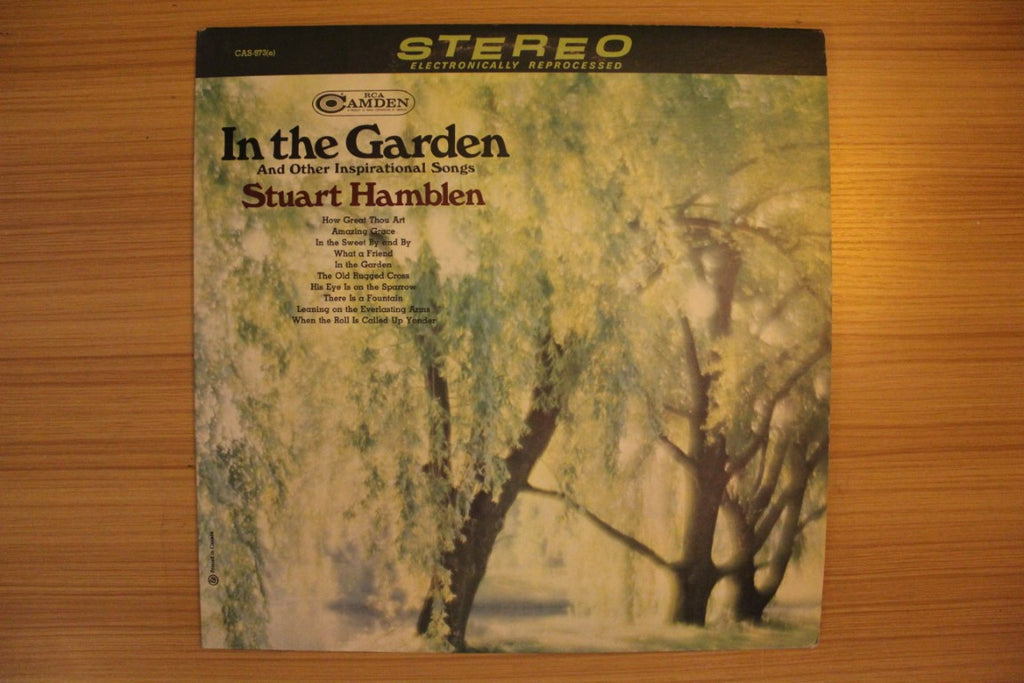 CAS-973(e)
STEREO
ELECTRONICALLY REPROCESSED
RCA
CAMDEN
In the Garden
And Other Inspirational Songs
Stuart Hamblen
How Great Thou Art
Amazing Grace
In the Sweet By and By
What a Friend
In the Garden
The Old Rugged Cross
His Eye Is on the Sparrow
There Is a Fountain
Leaning on the Everlasting Arms
When the Roll Is Called Up Yonder
Printed in Canada